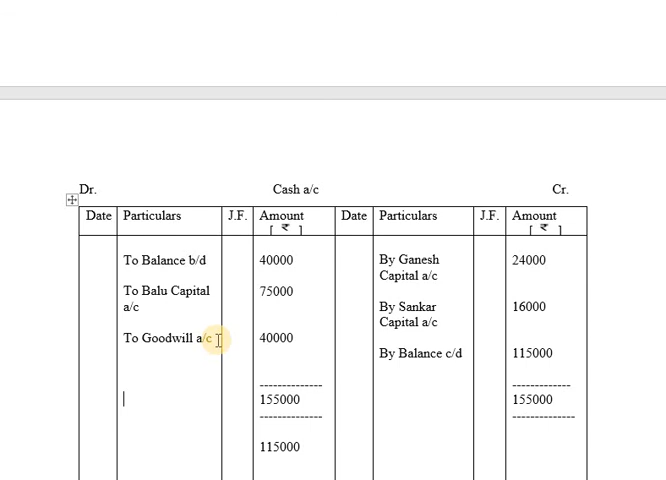 Dr. Cash a/c Cr.
Date Particulars J.F. Amount [ ₹ ] Date Particulars J.F. Amount [ ₹ ]
To Balance b/d 40000 By Ganesh Capital a/c 24000
To Balu Capital a/c 75000 By Sankar Capital a/c 16000
To Goodwill a/c 40000 By Balance c/d 115000
------------- ------------
155000 155000
------------- -------------
115000